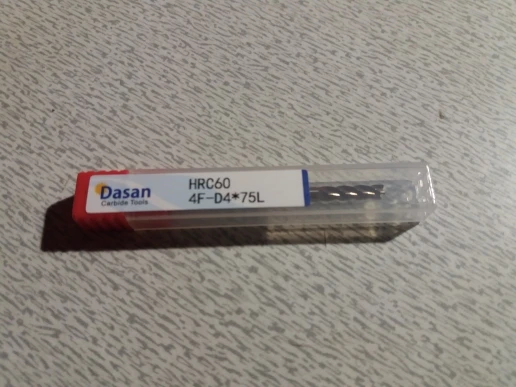 Dasan
Carbide Tools
HRC60
4F-D4*75L